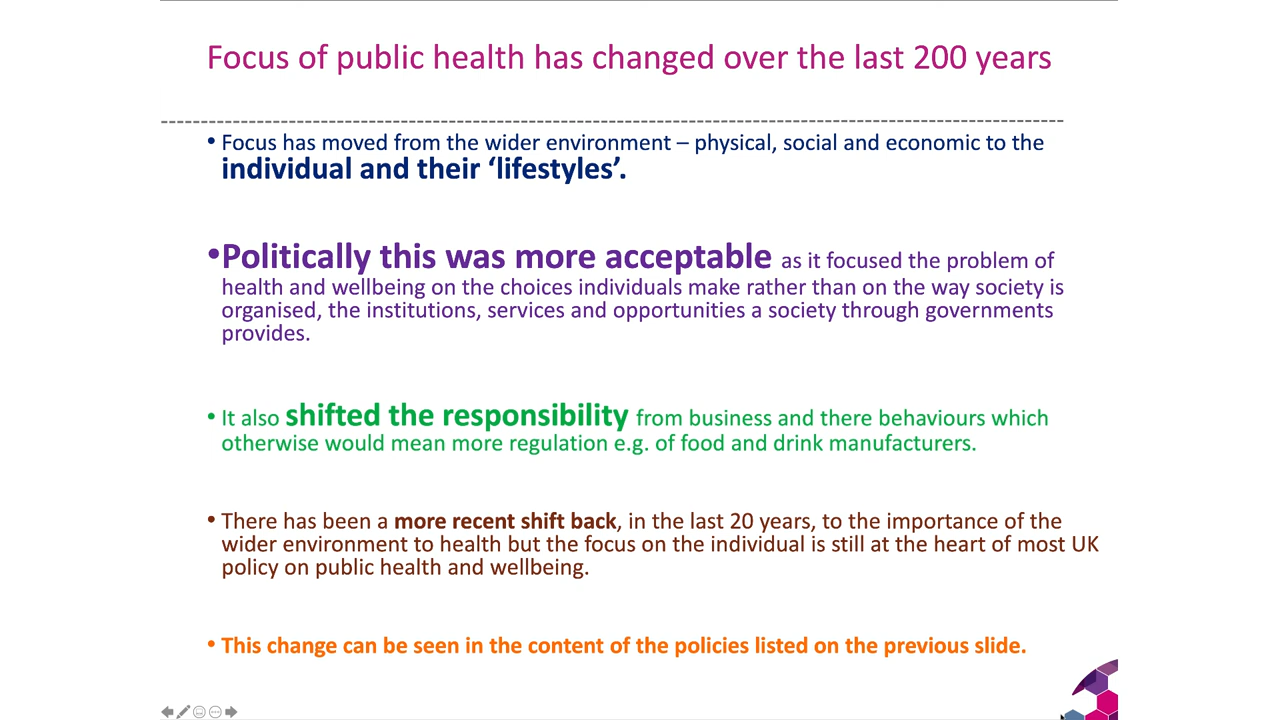 Focus of public health has changed over the last 200 years
• Focus has moved from the wider environment – physical, social and economic to the
individual and their ‘lifestyles’.
•Politically this was more acceptable as it focused the problem of
health and wellbeing on the choices individuals make rather than on the way society is
organised, the institutions, services and opportunities a society through governments
provides.
• It also shifted the responsibility from business and there behaviours which
otherwise would mean more regulation e.g. of food and drink manufacturers.
• There has been a more recent shift back, in the last 20 years, to the importance of the
wider environment to health but the focus on the individual is still at the heart of most UK
policy on public health and wellbeing.
• This change can be seen in the content of the policies listed on the previous slide.